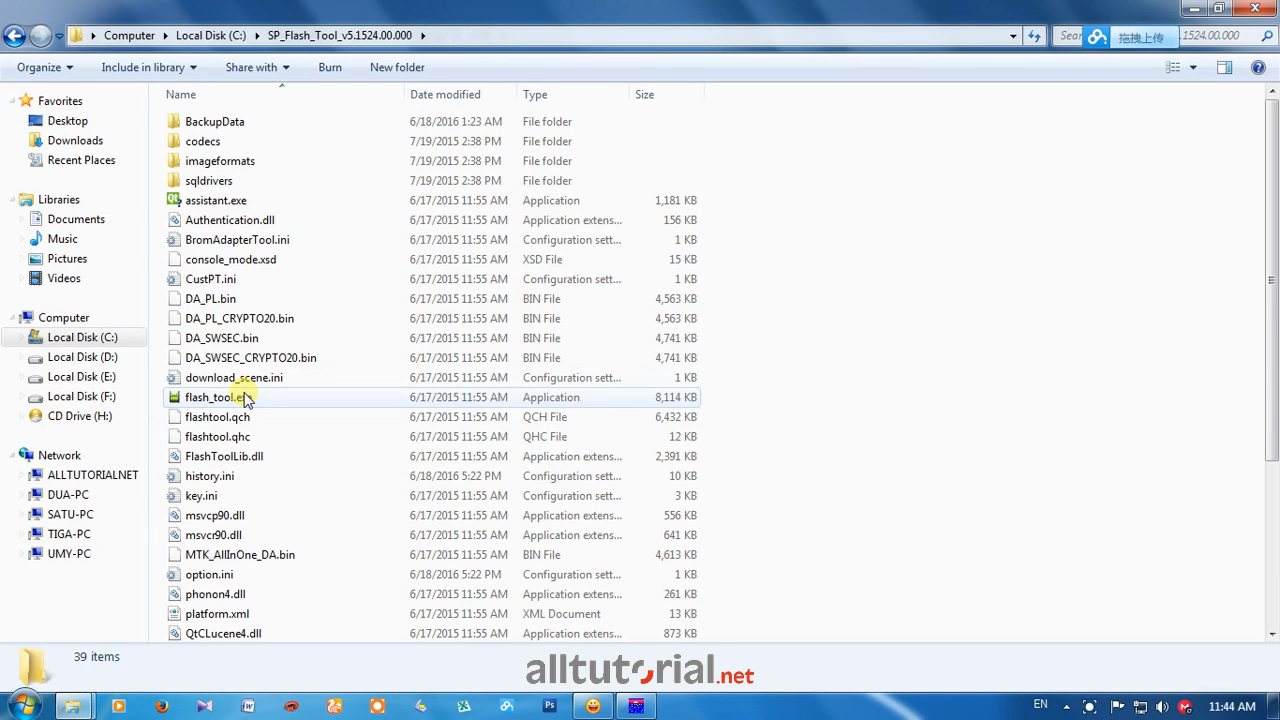 Computer Local Disk (C:) SP_Flash_Tool_v5.1524.00.000
Sear 拖拽上传 1524.00.000
Organize Include in library Share with Burn New folder
Name Date modified Type Size
Favorites
Desktop
Downloads
Recent Places
Libraries
Documents
Music
Pictures
Videos
Computer
Local Disk (C:)
Local Disk (D:)
Local Disk (E:)
Local Disk (F:)
CD Drive (H:)
Network
ALLTUTORIALNET
DUA-PC
SATU-PC
TIGA-PC
UMY-PC
BackupData 6/18/2016 1:23 AM File folder
codecs 7/19/2015 2:38 PM File folder
imageformats 7/19/2015 2:38 PM File folder
sqldrivers 7/19/2015 2:38 PM File folder
assistant.exe 6/17/2015 11:55 AM Application 1,181 KB
Authentication.dll 6/17/2015 11:55 AM Application extens... 156 KB
BromAdapterTool.ini 6/17/2015 11:55 AM Configuration sett... 1 KB
console_mode.xsd 6/17/2015 11:55 AM XSD File 15 KB
CustPT.ini 6/17/2015 11:55 AM Configuration sett... 1 KB
DA_PL.bin 6/17/2015 11:55 AM BIN File 4,563 KB
DA_PL_CRYPTO20.bin 6/17/2015 11:55 AM BIN File 4,563 KB
DA_SWSEC.bin 6/17/2015 11:55 AM BIN File 4,741 KB
DA_SWSEC_CRYPTO20.bin 6/17/2015 11:55 AM BIN File 4,741 KB
download_scene.ini 6/17/2015 11:55 AM Configuration sett... 1 KB
flash_tool.e 6/17/2015 11:55 AM Application 8,114 KB
flashtool.qch 6/17/2015 11:55 AM QCH File 6,432 KB
flashtool.qhc 6/17/2015 11:55 AM QHC File 12 KB
FlashToolLib.dll 6/17/2015 11:55 AM Application extens... 2,391 KB
history.ini 6/18/2016 5:22 PM Configuration sett... 10 KB
key.ini 6/17/2015 11:55 AM Configuration sett... 3 KB
msvcp90.dll 6/17/2015 11:55 AM Application extens... 556 KB
msvcr90.dll 6/17/2015 11:55 AM Application extens... 641 KB
MTK_AllInOne_DA.bin 6/17/2015 11:55 AM BIN File 4,613 KB
option.ini 6/18/2016 5:22 PM Configuration sett... 1 KB
phonon4.dll 6/17/2015 11:55 AM Application extens... 261 KB
platform.xml 6/17/2015 11:55 AM XML Document 13 KB
QtCLucene4.dll 6/17/2015 11:55 AM Application extens... 873 KB
39 items
alltutorial.net
Ps EN 11:44 AM